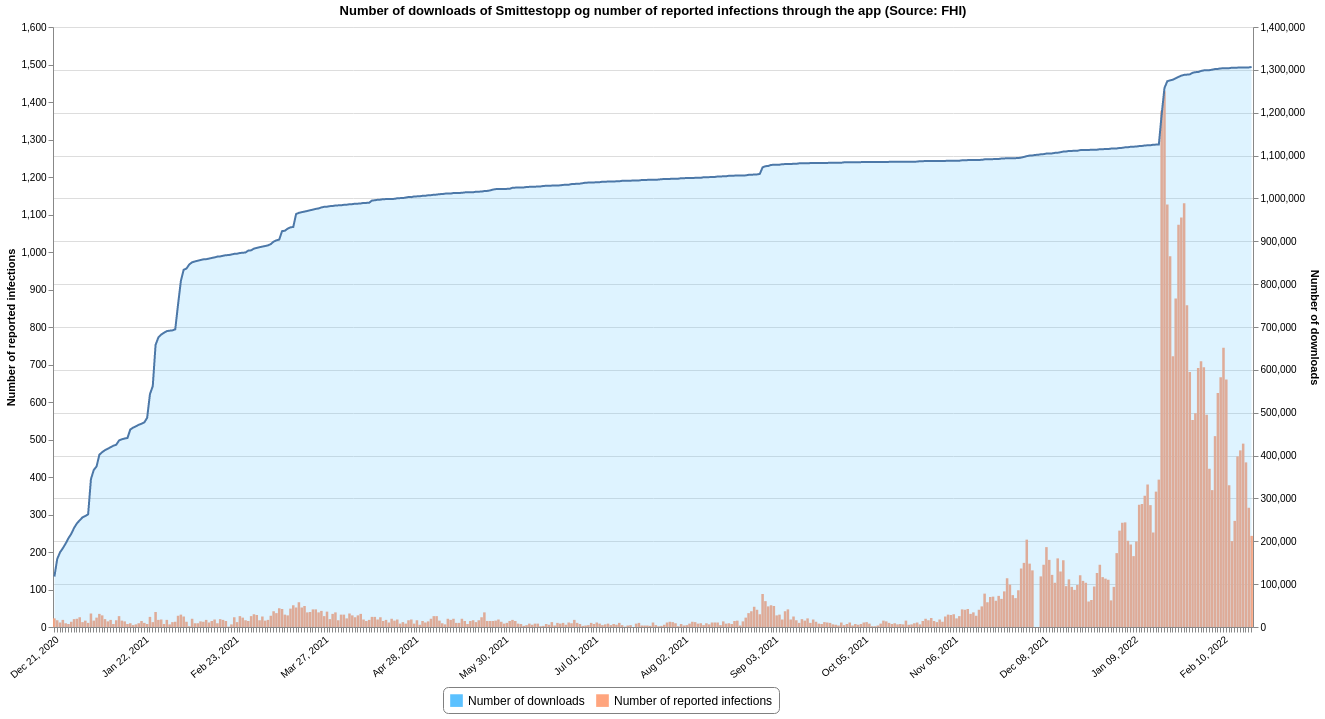 Number of downloads of Smittestopp og number of reported infections through the app (Source: FHI)
1,600
1,500
1,400
1,300
1,200
1,100
1,000
900
800
700
600
500
400
300
200
100
0
Number of reported infections
1,400,000
1,300,000
1,200,000
1,100,000
1,000,000
900,000
800,000
700,000
600,000
500,000
400,000
300,000
200,000
100,000
0
Number of downloads
Dec 21, 2020
Jan 22, 2021
Feb 23, 2021
Mar 27, 2021
Apr 28, 2021
May 30, 2021
Jul 01, 2021
Aug 02, 2021
Sep 03, 2021
Oct 05, 2021
Nov 06, 2021
Dec 08, 2021
Jan 09, 2022
Feb 10, 2022
Number of downloads
Number of reported infections